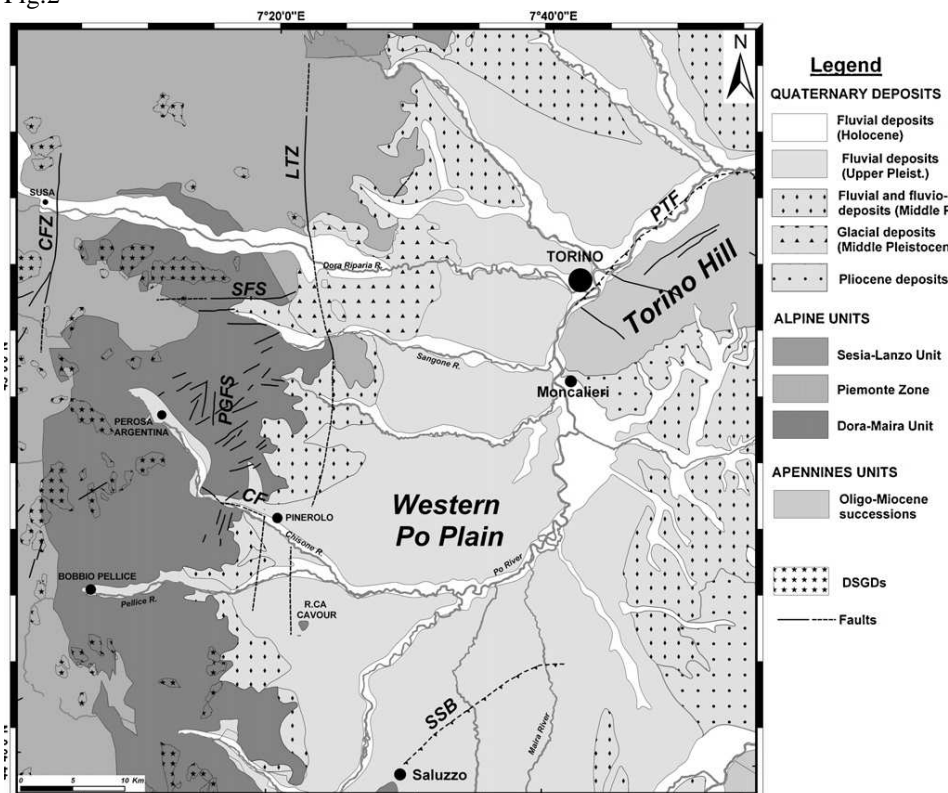 Fig.2
7°20'0"E
7°40'0"E
N
LTZ
SUSA
CFZ
PTF
TORINO
Dora Riparia R.
Torino Hill
SFS
Sangone R.
PGFS
Moncalieri
PEROSA
ARGENTINA
CF
PINEROLO
Western
Po Plain
Chisone R.
Po River
BOBBIO PELLICE
Pellice R.
R.CA
CAVOUR
SSB
Maira River
Saluzzo
0 5 10 Km
Legend
QUATERNARY DEPOSITS
Fluvial deposits
(Holocene)
Fluvial deposits
(Upper Pleist.)
Fluvial and fluvio-
deposits (Middle P
Glacial deposits
(Middle Pleistocen
Pliocene deposits
ALPINE UNITS
Sesia-Lanzo Unit
Piemonte Zone
Dora-Maira Unit
APENNINES UNITS
Oligo-Miocene
successions
DSGDs
Faults